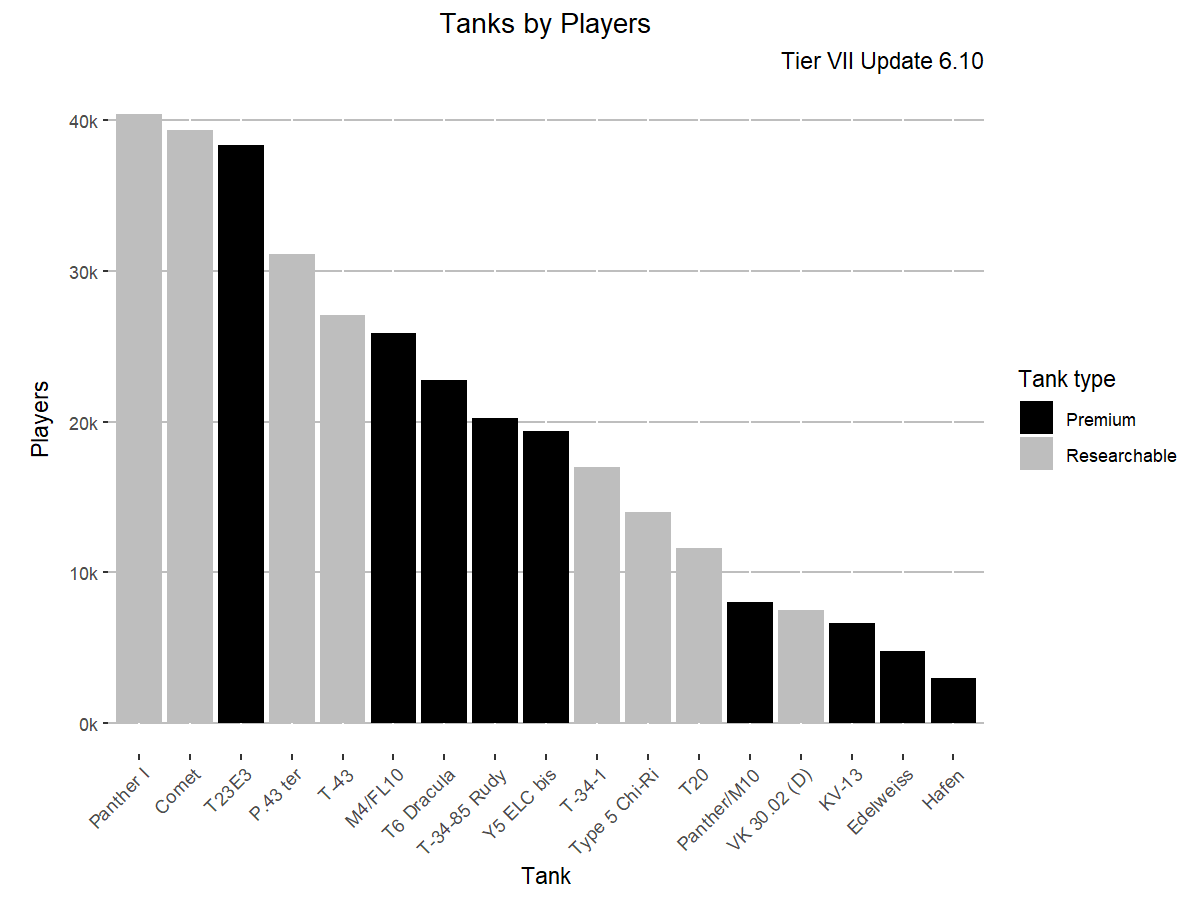 Tanks by Players
Tier VII Update 6.10
40k
30k
20k
10k
0k
Players
Panther I
Comet
T23E3
P.43 ter
T-43
M4/FL10
T6 Dracula
T-34-85 Rudy
Y5 ELC bis
T-34-1
Type 5 Chi-Ri
T20
Panther/M10
VK 30.02 (D)
KV-13
Edelweiss
Hafen
Tank
Tank type
Premium
Researchable